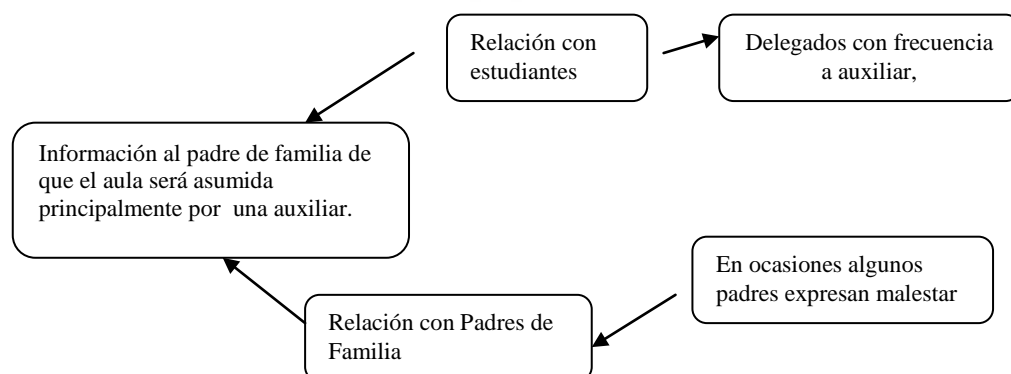 Relación con
estudiantes
Delegados con frecuencia
a auxiliar,
Información al padre de familia de
que el aula será asumida
principalmente por una auxiliar.
En ocasiones algunos
padres expresan malestar
Relación con Padres de
Familia